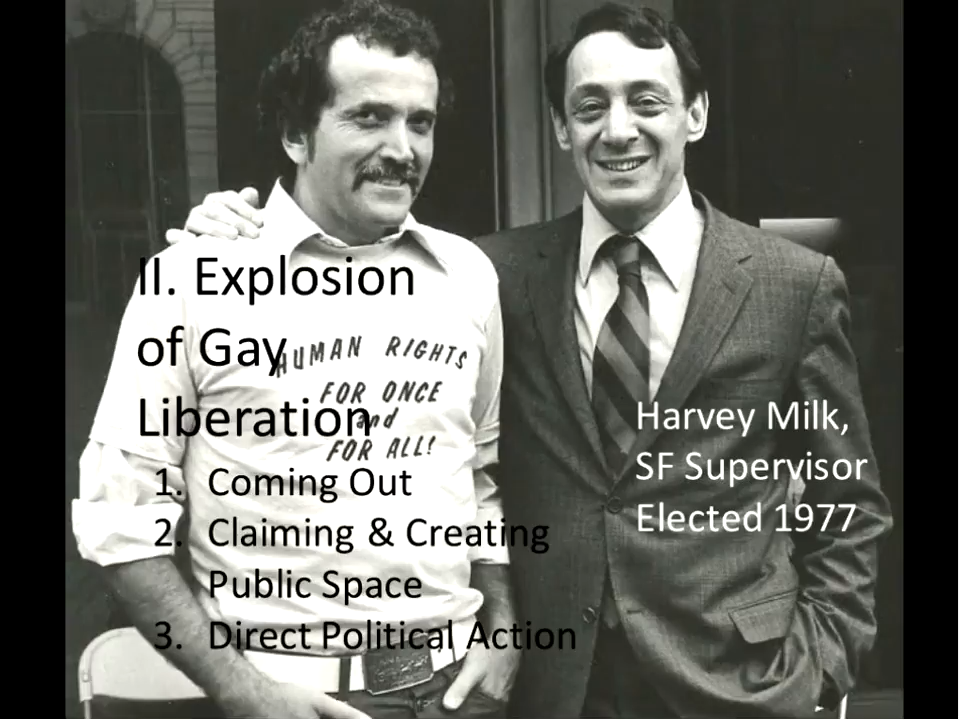 II. Explosion
of Gay
Liberation
HUMAN RIGHTS
FOR ONCE
and
FOR ALL!
1. Coming Out
2. Claiming & Creating
Public Space
3. Direct Political Action
Harvey Milk,
SF Supervisor
Elected 1977